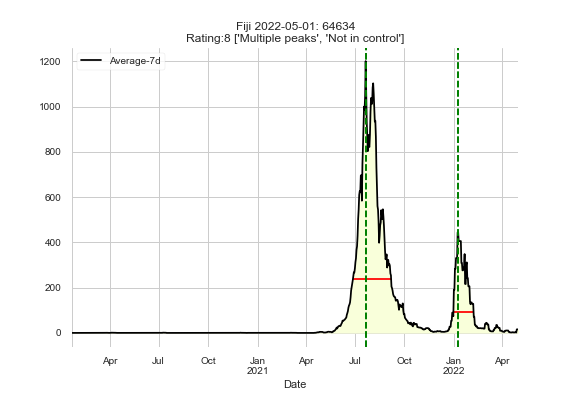 Fiji 2022-05-01: 64634
Rating:8 ['Multiple peaks', 'Not in control']
Average-7d
1200
1000
800
600
400
200
0
Apr Jul Oct Jan Apr Jul Oct Jan Apr
2021 2022
Date